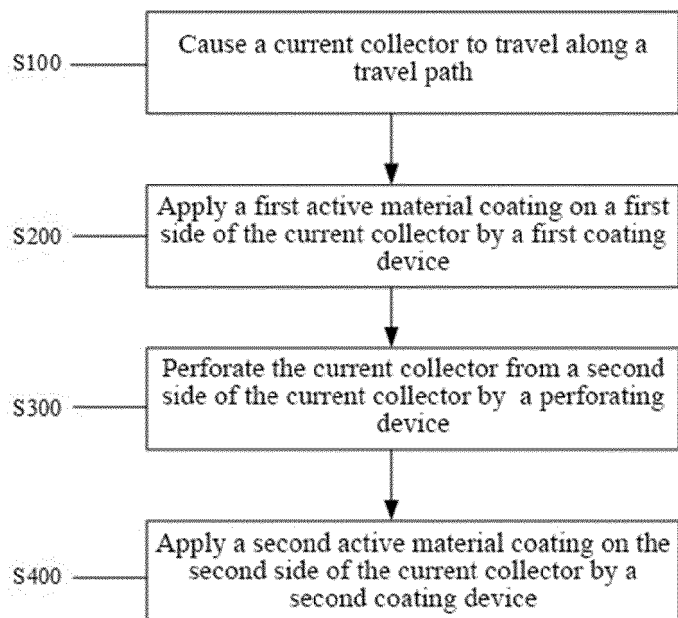 S100
Cause a current collector to travel along a
travel path
S200
Apply a first active material coating on a first
side of the current collector by a first coating
device
S300
Perforate the current collector from a second
side of the current collector by a perforating
device
S400
Apply a second active material coating on the
second side of the current collector by a
second coating device